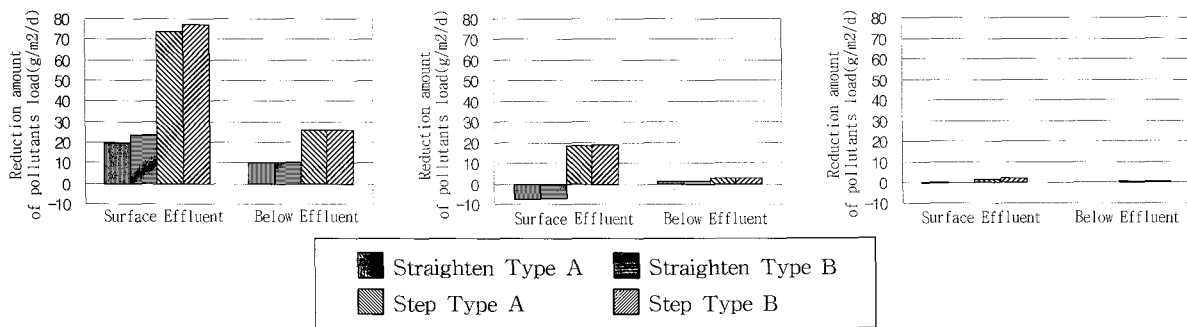 Reduction amount
of pollutants load(g/m2/d)
80
70
60
50
40
30
20
10
0
-10
Surface Effluent
Below Effluent
Reduction amount
of pollutants load(g/m2/d)
80
70
60
50
40
30
20
10
0
-10
Surface Effluent
Below Effluent
Reduction amount
of pollutants load(g/m2/d)
80
70
60
50
40
30
20
10
0
-10
Surface Effluent
Below Effluent
Straighten Type A
Straighten Type B
Step Type A
Step Type B